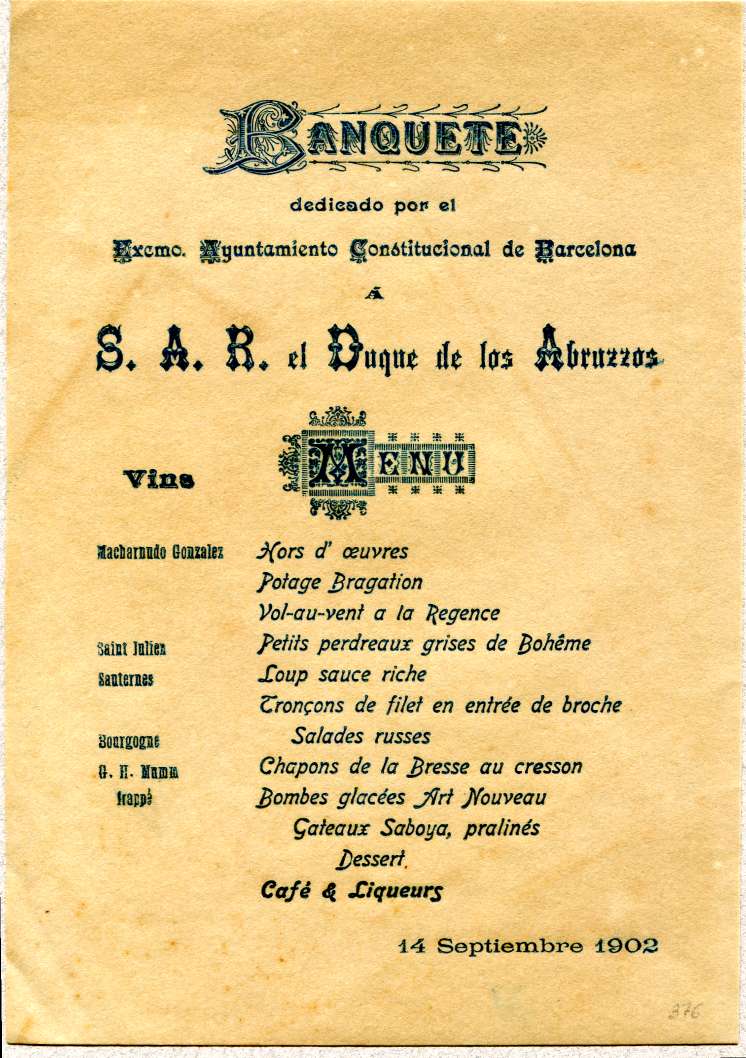 BANQUETE
dedicado por el
Excmo. Ayuntamiento Constitucional de Barcelona
Á
S. A. R. el Duque de los Abruzzos
MENU
Vins
Macharnudo Gonzalez Hors d' œuvres
Potage Bragation
Vol-au-vent a la Regence
Saint Julien Petits perdreaux grises de Bohême
Santernes Loup sauce riche
Tronçons de filet en entrée de broche
Bourgogne Salades russes
G. H. Mumm Chapons de la Bresse au cresson
frappé Bombes glacées Art Nouveau
Gateaux Saboya, pralinés
Dessert.
Café & Liqueurs
14 Septiembre 1902
376